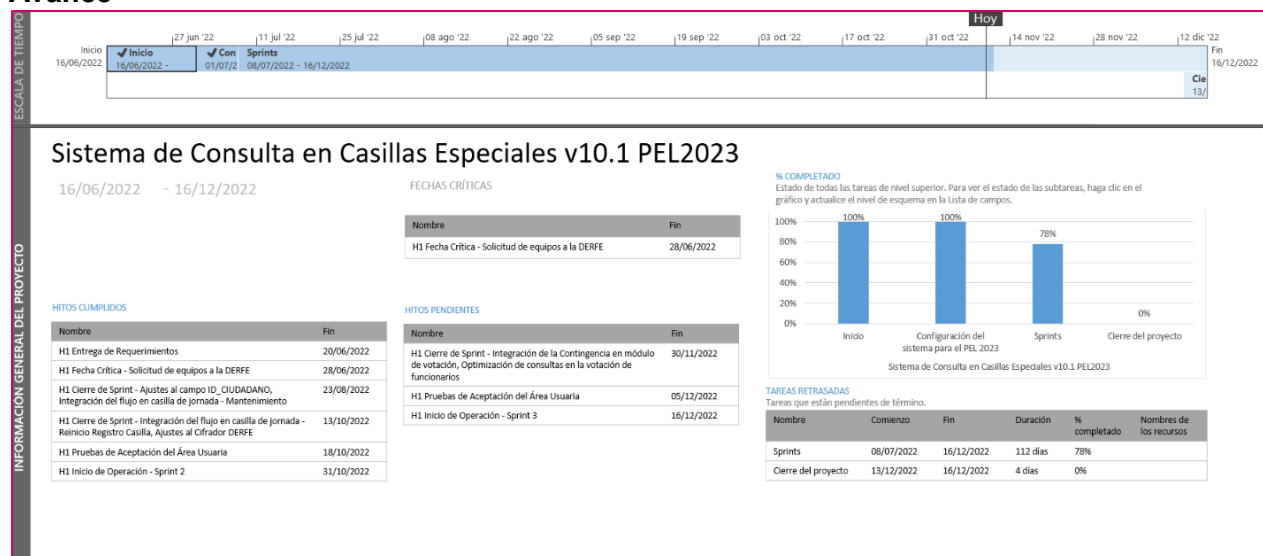 Avance
ESCALA DE TIEMPO
Hoy
27 jun '22
11 jul '22
25 jul '22
08 ago '22
22 ago '22
05 sep '22
19 sep '22
03 oct '22
17 oct '22
31 oct '22
14 nov '22
28 nov '22
12 dic '22
Inicio
16/06/2022
Inicio
16/06/2022 -
Con
01/07/2
Sprints
08/07/2022 - 16/12/2022
Fin
16/12/2022
Cie
13/
INFORMACIÓN GENERAL DEL PROYECTO
Sistema de Consulta en Casillas Especiales v10.1 PEL2023
16/06/2022 - 16/12/2022
FECHAS CRÍTICAS
Nombre Fin
H1 Fecha Crítica - Solicitud de equipos a la DERFE 28/06/2022
HITOS CUMPLIDOS
Nombre Fin
H1 Entrega de Requerimientos 20/06/2022
H1 Fecha Crítica - Solicitud de equipos a la DERFE 28/06/2022
H1 Cierre de Sprint - Ajustes al campo ID_CIUDADANO, 23/08/2022
Integración del flujo en casilla de jornada - Mantenimiento
H1 Cierre de Sprint - Integración del flujo en casilla de jornada - 13/10/2022
Reinicio Registro Casilla, Ajustes al Cifrador DERFE
H1 Pruebas de Aceptación del Área Usuaria 18/10/2022
H1 Inicio de Operación - Sprint 2 31/10/2022
HITOS PENDIENTES
Nombre Fin
H1 Cierre de Sprint - Integración de la Contingencia en módulo 30/11/2022
de votación, Optimización de consultas en la votación de
funcionarios
H1 Pruebas de Aceptación del Área Usuaria 05/12/2022
H1 Inicio de Operación - Sprint 3 16/12/2022
% COMPLETADO
Estado de todas las tareas de nivel superior. Para ver el estado de las subtareas, haga clic en el
gráfico y actualice el nivel de esquema en la Lista de campos.
100%
80%
60%
40%
20%
0%
100%
100%
78%
0%
Inicio
Configuración del
sistema para el PEL 2023
Sprints
Cierre del proyecto
Sistema de Consulta en Casillas Especiales v10.1 PEL2023
TAREAS RETRASADAS
Tareas que están pendientes de término.
Nombre Comienzo Fin Duración % Nombres de
completado los recursos
Sprints 08/07/2022 16/12/2022 112 días 78%
Cierre del proyecto 13/12/2022 16/12/2022 4 días 0%